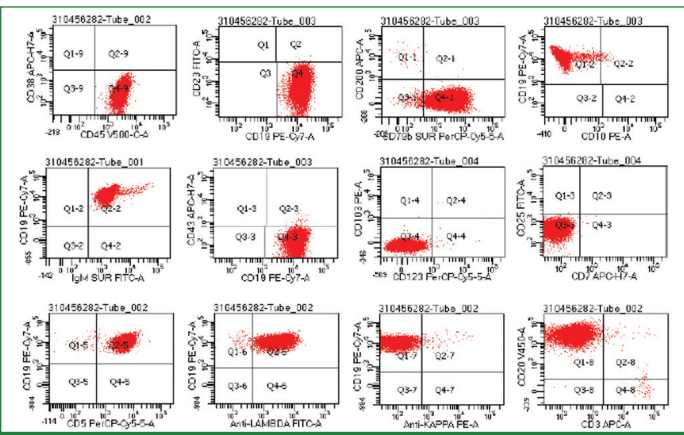 310456282-Tube_002
CD38 APC-H7-A
Q1-9
Q2-9
Q3-9
Q4-9
CD45 V500-C-A
310456282-Tube_003
CD23 FITC-A
Q1
Q2
Q3
Q4
CD19 PE-Cy7-A
310456282-Tube_003
CD200 APC-A
Q1-1
Q2-1
Q3-1
Q4-1
CD79b SUR PerCP-Cy5-5-A
310456282-Tube_003
CD19 PE-Cy7-A
Q1-2
Q2-2
Q3-2
Q4-2
CD10 PE-A
310456282-Tube_001
CD19 PE-Cy7-A
Q1-2
Q2-2
Q3-2
Q4-2
IgM SUR FITC-A
310456282-Tube_003
CD43 APC-H7-A
Q1-3
Q2-3
Q3-3
Q4-3
CD19 PE-Cy7-A
310456282-Tube_004
CD103 PE-A
Q1-4
Q2-4
Q3-4
Q4-4
CD123 PerCP-Cy5-5-A
310456282-Tube_004
CD25 FITC-A
Q1-3
Q2-3
Q3-3
Q4-3
CD7 APC-H7-A
310456282-Tube_002
CD19 PE-Cy7-A
Q1-5
Q2-5
Q3-5
Q4-5
CD5 PerCP-Cy5-5-A
310456282-Tube_002
CD19 PE-Cy7-A
Q1-6
Q2-6
Q3-6
Q4-6
Anti-LAMBDA FITC-A
310456282-Tube_002
CD19 PE-Cy7-A
Q1-7
Q3-7
Q4-7
Anti-KAPPA PE-A
310456282-Tube_002
CD20 V450-A
Q1-8
Q2-8
Q3-8
Q4-8
CD3 APC-A